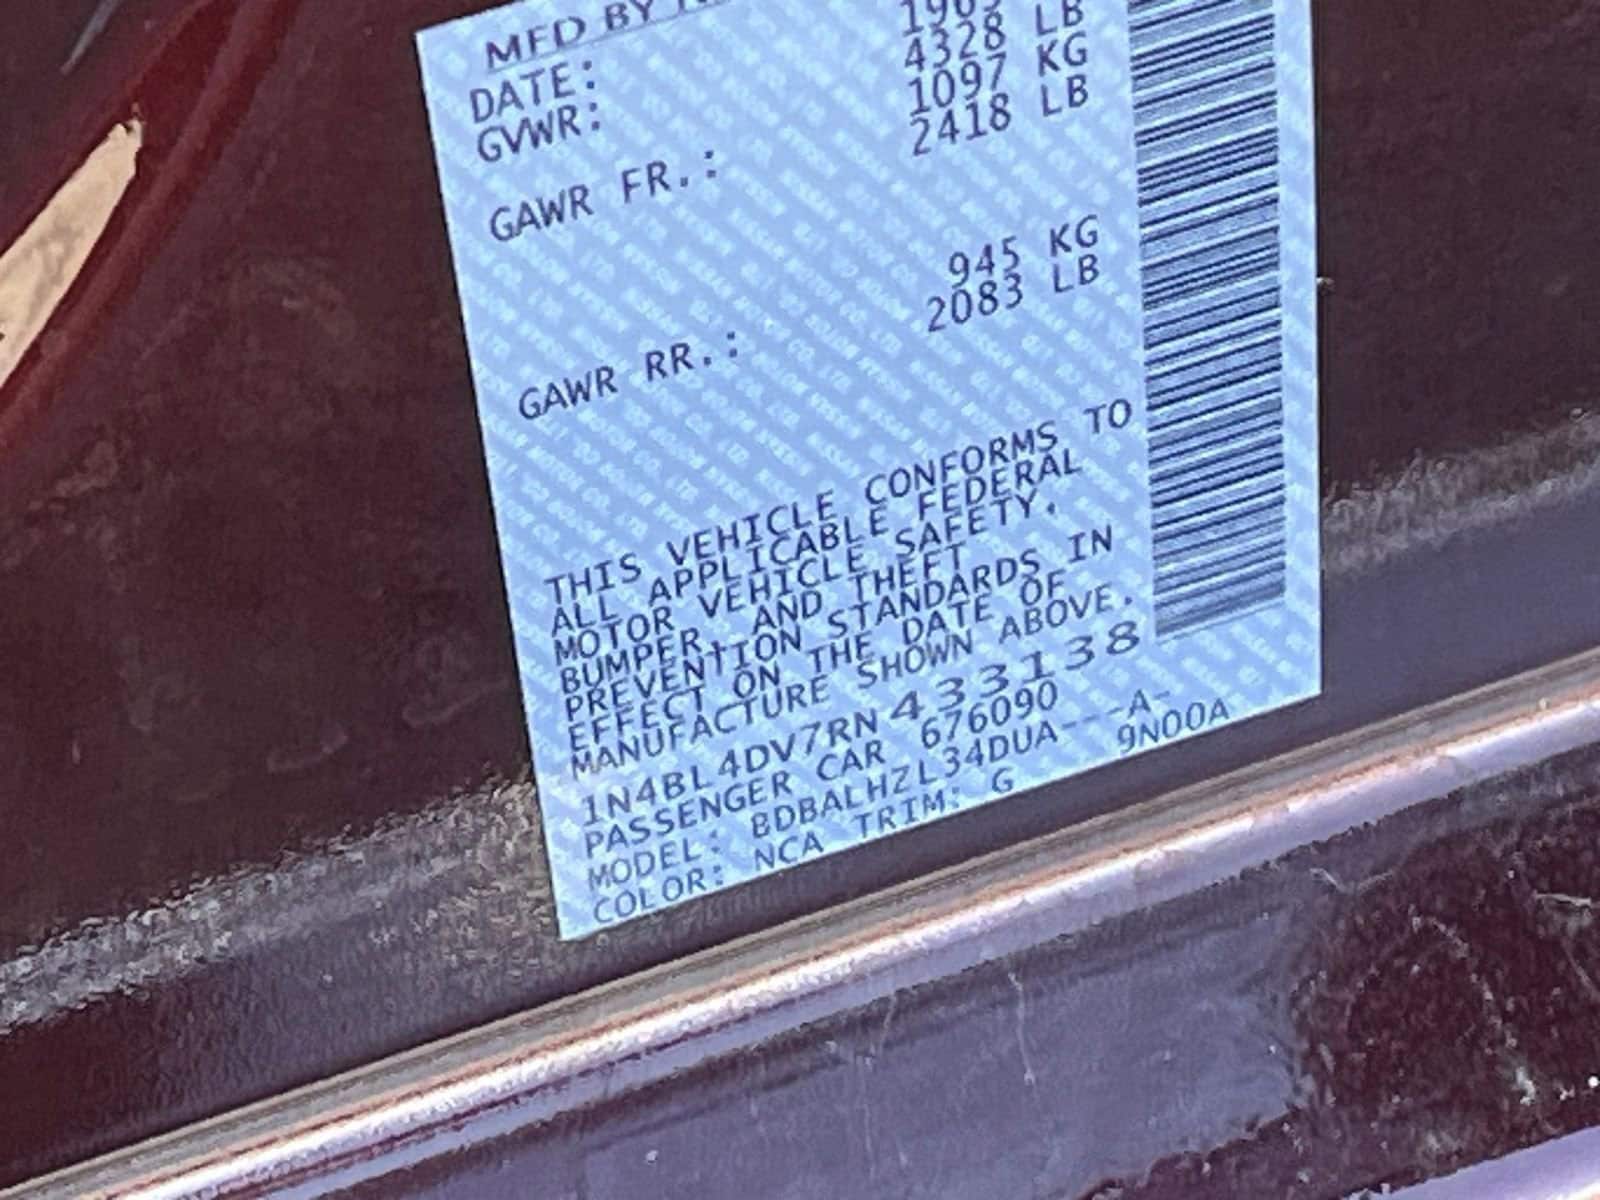 MFD BY
DATE:
GVWR: 4328 LB
1097 KG
GAWR FR.: 2418 LB
945 KG
GAWR RR.: 2083 LB
THIS VEHICLE CONFORMS TO
ALL APPLICABLE FEDERAL
MOTOR VEHICLE SAFETY.
BUMPER, AND THEFT
PREVENTION STANDARDS IN
EFFECT ON THE DATE OF
MANUFACTURE SHOWN ABOVE.
1N4BL4DV7RN433138
PASSENGER CAR 676090
MODEL: BDBALHZL34DUA---A-
COLOR: NCA TRIM: G 9N00A